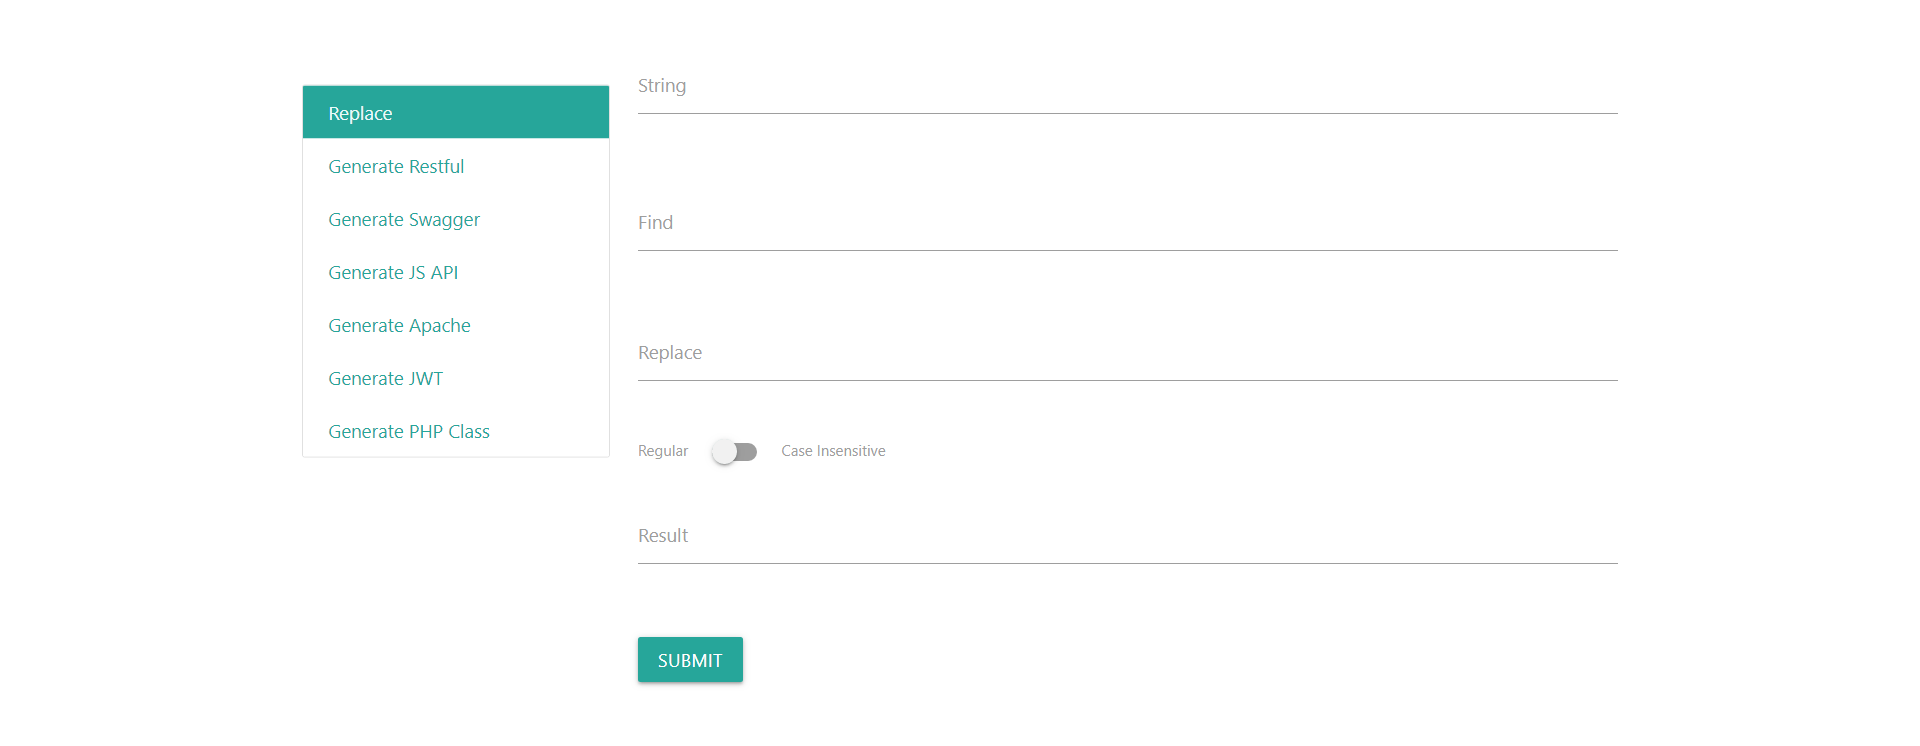 Replace
Generate Restful
Generate Swagger
Generate JS API
Generate Apache
Generate JWT
Generate PHP Class
String
Find
Replace
Regular Case Insensitive
Result
SUBMIT